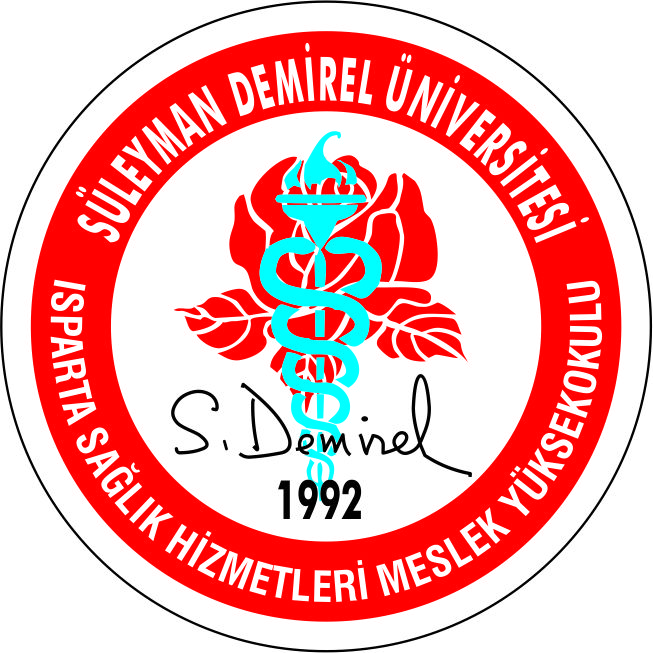 SÜLEYMAN DEMİREL ÜNİVERSİTESİ
S. Demirel
1992
ISPARTA SAĞLIK HİZMETLERİ MESLEK YÜKSEKOKULU